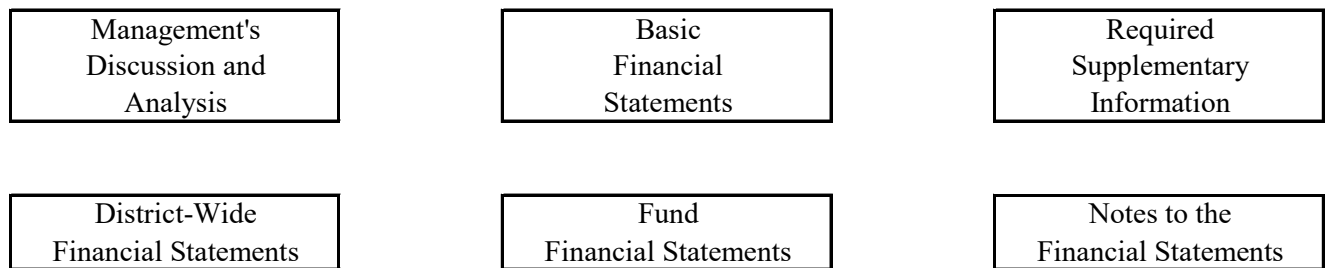 Management's
Discussion and
Analysis
Basic
Financial
Statements
Required
Supplementary
Information
District-Wide
Financial Statements
Fund
Financial Statements
Notes to the
Financial Statements